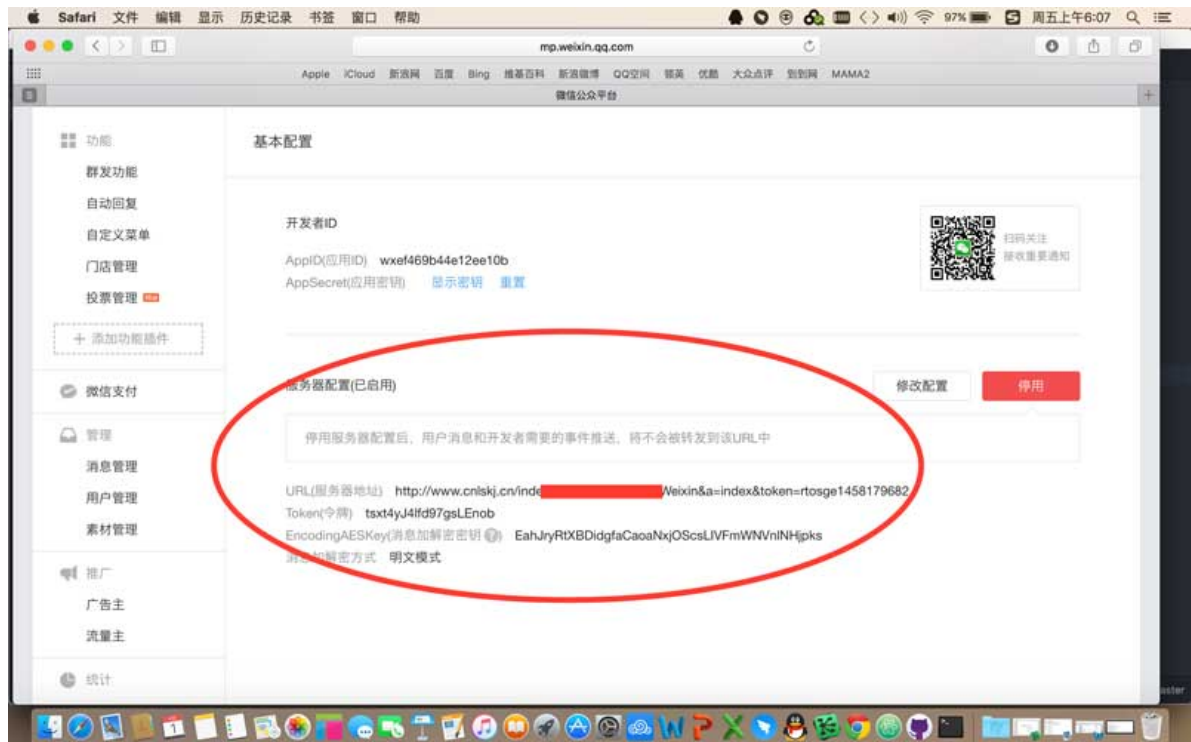 Safari 文件 编辑 显示 历史记录 书签 窗口 帮助 97% 周五上午6:07
mp.weixin.qq.com
Apple iCloud 新浪网 百度 Bing 维基百科 新浪微博 QQ空间 领英 优酷 大众点评 到到网 MAMA2
微信公众平台
功能
群发功能
自动回复
自定义菜单
门店管理
投票管理
+ 添加功能插件
微信支付
管理
消息管理
用户管理
素材管理
推广
广告主
流量主
统计
基本配置
开发者ID
AppID(应用ID) wxef469b44e12ee10b
AppSecret(应用密钥) 显示密钥 重置
扫码关注
接收重要通知
服务器配置(已启用) 修改配置 停用
停用服务器配置后，用户消息和开发者需要的事件推送，将不会被转发到该URL中
URL(服务器地址) http://www.cnlskj.cn/inde Weixin&a=index&token=rtosge1458179682
Token(令牌) tsxt4yJ4lfd97gsLEnob
EncodingAESKey(消息加解密密钥) EahJryRtXBDidgfaCaoaNxjOScsLIVFmWNVnINHjpks
消息加解密方式 明文模式